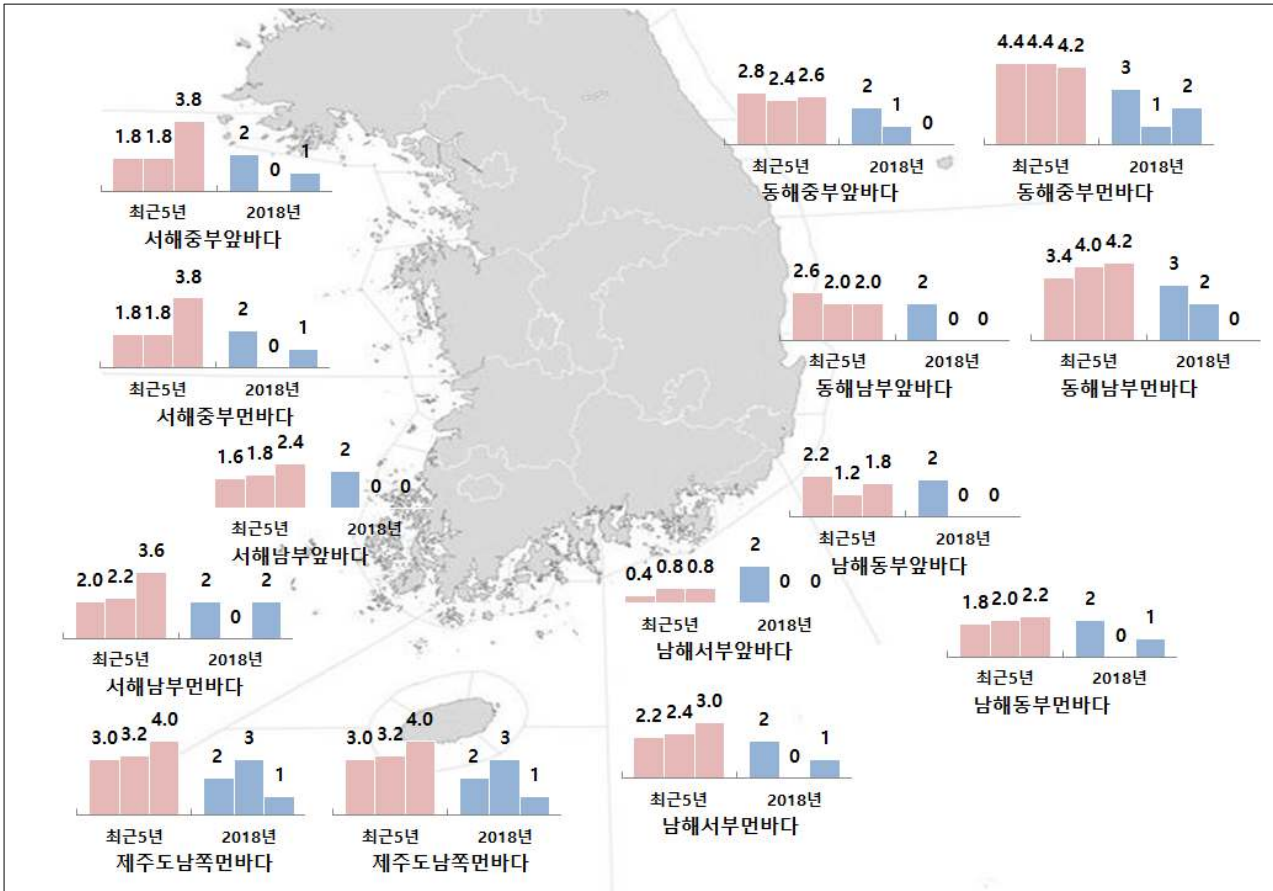 4.4 4.4 4.2
3 1 2
최근5년 2018년
동해중부먼바다
2.8 2.4 2.6
2 1 0
최근5년 2018년
동해중부앞바다
1.8 1.8 3.8
2 0 1
최근5년 2018년
서해중부앞바다
3.4 4.0 4.2
3 2 0
최근5년 2018년
동해남부먼바다
2.6 2.0 2.0
2 0 0
최근5년 2018년
동해남부앞바다
1.8 1.8 3.8
2 0 1
최근5년 2018년
서해중부먼바다
1.6 1.8 2.4
2 0 0
최근5년 2018년
서해남부앞바다
2.2 1.2 1.8
2 0 0
최근5년 2018년
남해동부앞바다
2.0 2.2 3.6
2 0 2
최근5년 2018년
서해남부먼바다
0.4 0.8 0.8
2 0 0
최근5년 2018년
남해서부앞바다
1.8 2.0 2.2
2 0 1
최근5년 2018년
남해동부먼바다
3.0 3.2 4.0
2 3 1
최근5년 2018년
제주도남쪽먼바다
3.0 3.2 4.0
2 3 1
최근5년 2018년
제주도남쪽먼바다
2.2 2.4 3.0
2 0 1
최근5년 2018년
남해서부먼바다